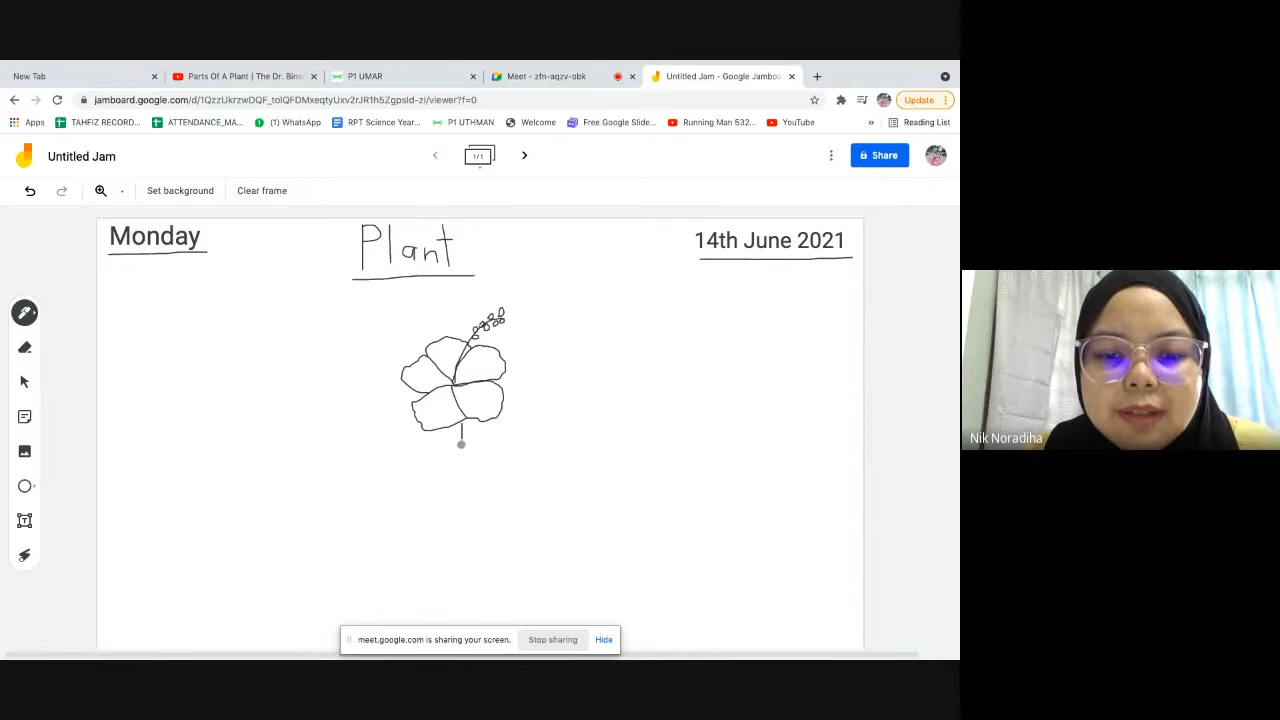 New Tab
Parts Of A Plant | The Dr. Bino
P1 UMAR
Meet - zfn-aqzv-obk
Untitled Jam - Google Jambo
jamboard.google.com/d/1QzzUkrzwDQF_tolQFDMxeqtyUxv2rJR1h5Zgpsld-zI/viewer?f=0
Update
Apps
TAHFIZ RECORD...
ATTENDANCE_MA...
(1) WhatsApp
RPT Science Year...
P1 UTHMAN
Welcome
Free Google Slide...
Running Man 532...
YouTube
»
Reading List
Untitled Jam
1/1
Share
Set background
Clear frame
Monday
Plant
14th June 2021
Nik Noradiha
meet.google.com is sharing your screen.
Stop sharing
Hide